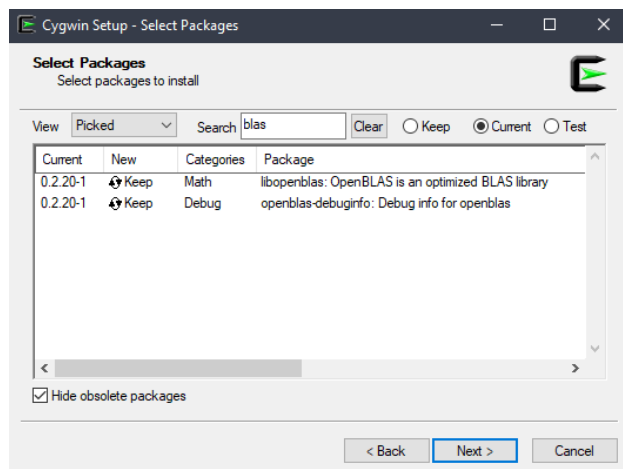 Cygwin Setup - Select Packages
Select Packages
Select packages to install
View Picked Search blas Clear Keep Current Test
Current New Categories Package
0.2.20-1 Keep Math libopenblas: OpenBLAS is an optimized BLAS library
0.2.20-1 Keep Debug openblas-debuginfo: Debug info for openblas
Hide obsolete packages
< Back Next > Cancel